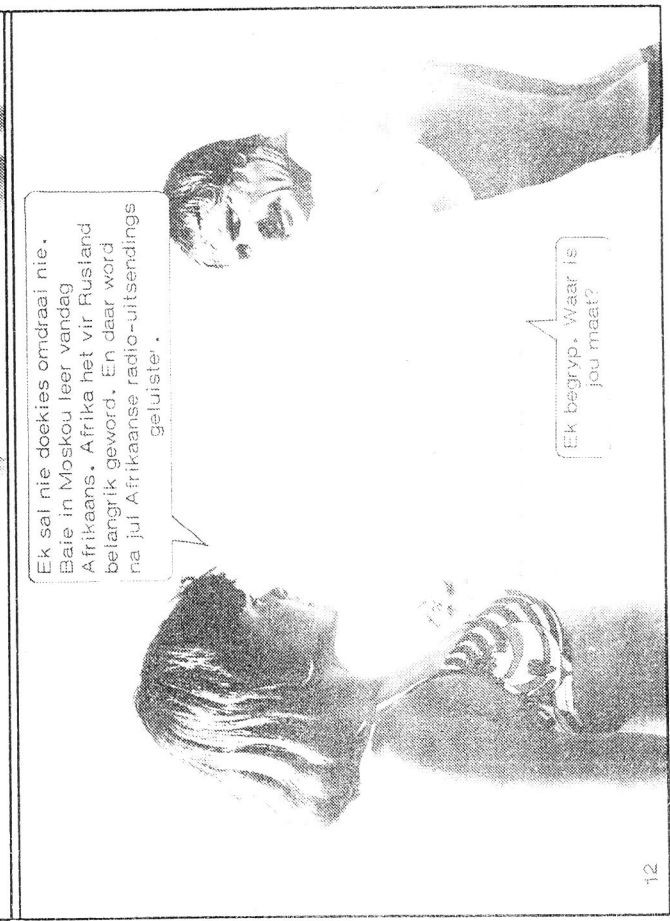 Ek sal nie doekies omdraai nie.
Baie in Moskou leer vandag
Afrikaans. Afrika het vir Rusland
belangrik geword. En daar word
na jul Afrikaanse radio-uitsendings
geluister.
Ek begryp. Waar is
jou maat?
12